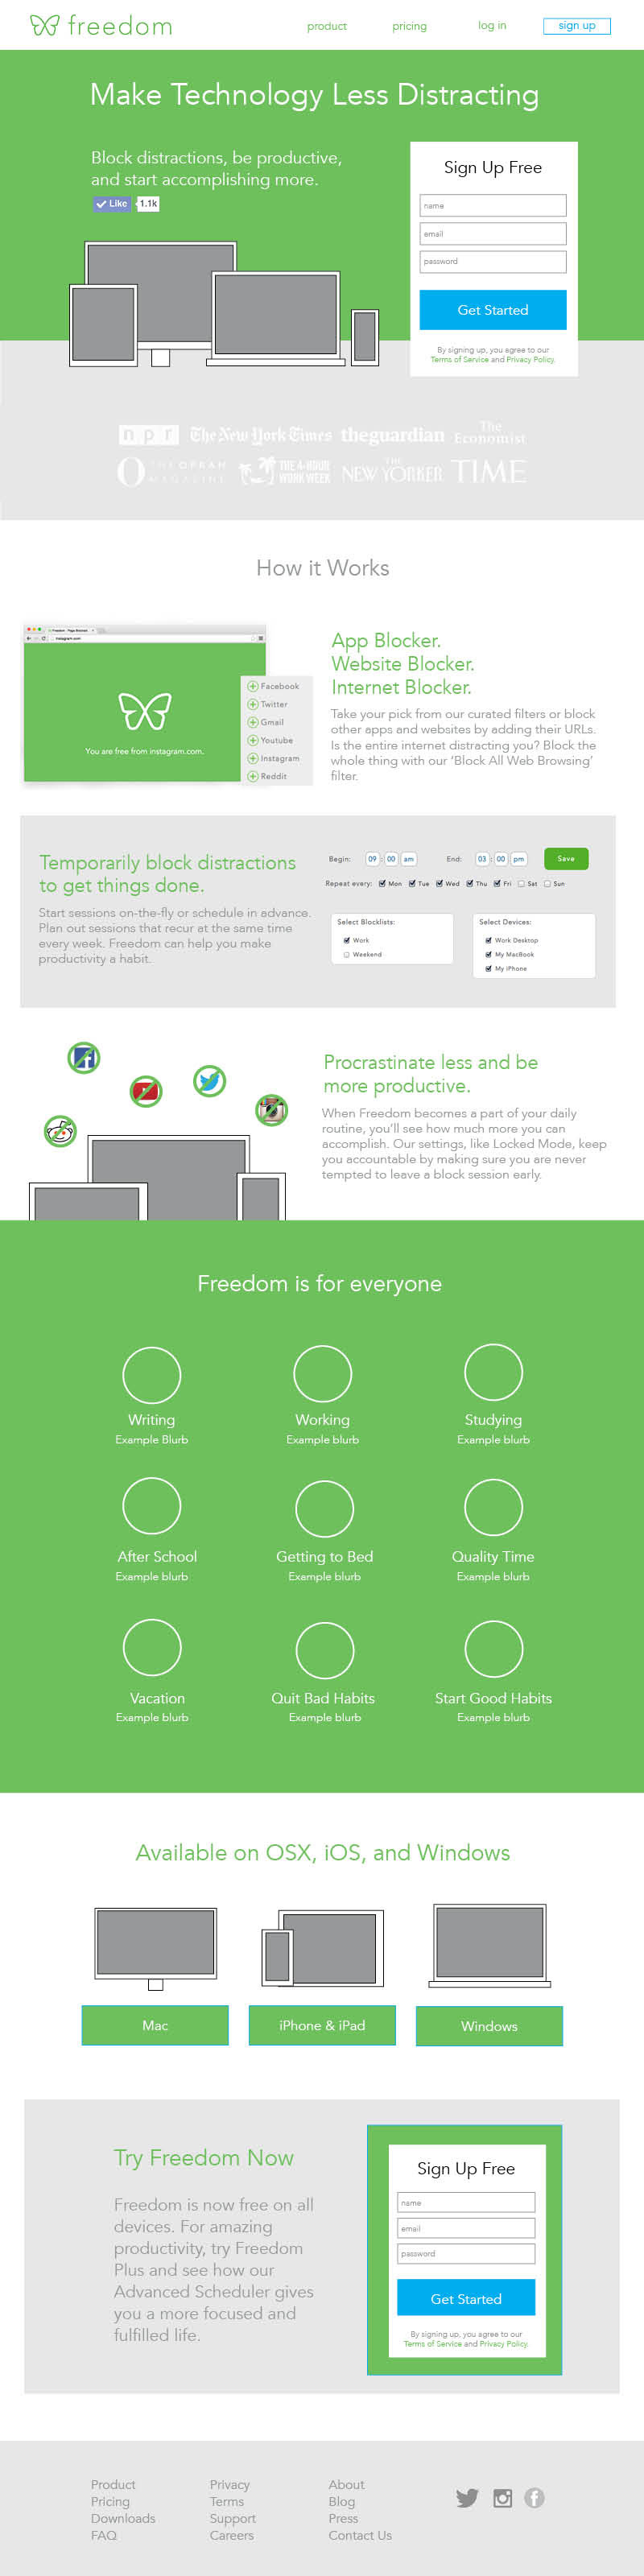 freedom
product pricing log in sign up
Make Technology Less Distracting
Block distractions, be productive,
and start accomplishing more.
Like 1.1k
Sign Up Free
name
email
password
Get Started
By signing up, you agree to our
Terms of Service and Privacy Policy.
npr The New York Times theguardian The Economist
O THE OPRAH MAGAZINE THE 4-HOUR WORK WEEK THE NEW YORKER TIME
How it Works
instagram.com
You are free from instagram.com.
Facebook
Twitter
Gmail
Youtube
Instagram
Reddit
App Blocker.
Website Blocker.
Internet Blocker.
Take your pick from our curated filters or block
other apps and websites by adding their URLs.
Is the entire internet distracting you? Block the
whole thing with our ‘Block All Web Browsing’
filter.
Temporarily block distractions
to get things done.
Start sessions on-the-fly or schedule in advance.
Plan out sessions that recur at the same time
every week. Freedom can help you make
productivity a habit.
Begin: 09 : 00 am End: 03 : 00 pm Save
Repeat every: Mon Tue Wed Thu Fri Sat Sun
Select Blocklists:
Work
Weekend
Select Devices:
Work Desktop
My MacBook
My iPhone
Procrastinate less and be
more productive.
When Freedom becomes a part of your daily
routine, you’ll see how much more you can
accomplish. Our settings, like Locked Mode, keep
you accountable by making sure you are never
tempted to leave a block session early.
Freedom is for everyone
Writing Working Studying
Example Blurb Example blurb Example blurb
After School Getting to Bed Quality Time
Example blurb Example blurb Example blurb
Vacation Quit Bad Habits Start Good Habits
Example blurb Example blurb Example blurb
Available on OSX, iOS, and Windows
Mac iPhone & iPad Windows
Try Freedom Now
Freedom is now free on all
devices. For amazing
productivity, try Freedom
Plus and see how our
Advanced Scheduler gives
you a more focused and
fulfilled life.
Sign Up Free
name
email
password
Get Started
By signing up, you agree to our
Terms of Service and Privacy Policy.
Product Privacy About
Pricing Terms Blog
Downloads Support Press
FAQ Careers Contact Us